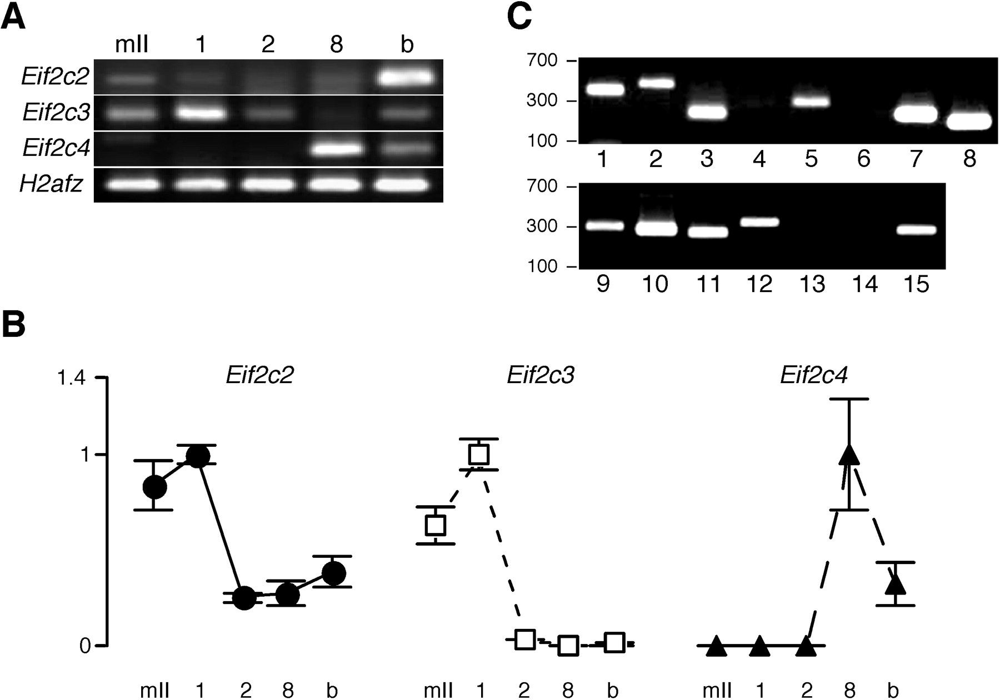 A
mII 1 2 8 b
Eif2c2
Eif2c3
Eif2c4
H2afz
C
700
300
100
1 2 3 4 5 6 7 8
700
300
100
9 10 11 12 13 14 15
B
Eif2c2 Eif2c3 Eif2c4
1.4
1
0
mII 1 2 8 b mII 1 2 8 b mII 1 2 8 b